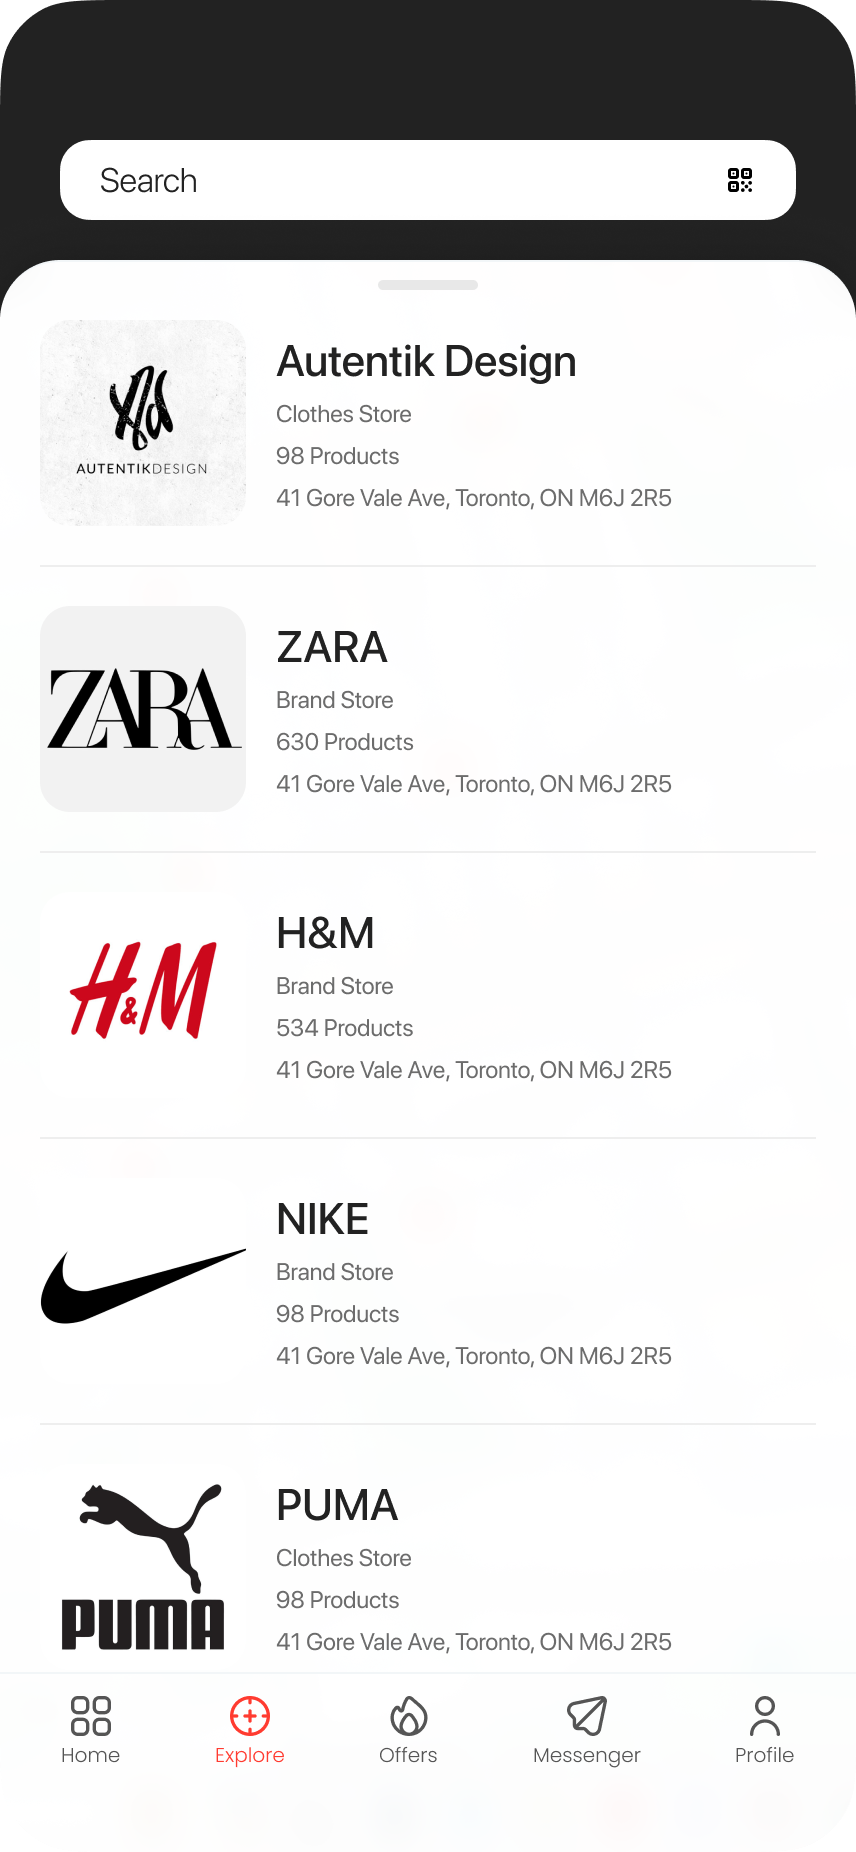 Search
AUTENTIKDESIGN
Autentik Design
Clothes Store
98 Products
41 Gore Vale Ave, Toronto, ON M6J 2R5
ZARA
ZARA
Brand Store
630 Products
41 Gore Vale Ave, Toronto, ON M6J 2R5
H&M
H&M
Brand Store
534 Products
41 Gore Vale Ave, Toronto, ON M6J 2R5
NIKE
Brand Store
98 Products
41 Gore Vale Ave, Toronto, ON M6J 2R5
PUMA
PUMA
Clothes Store
98 Products
41 Gore Vale Ave, Toronto, ON M6J 2R5
Home
Explore
Offers
Messenger
Profile